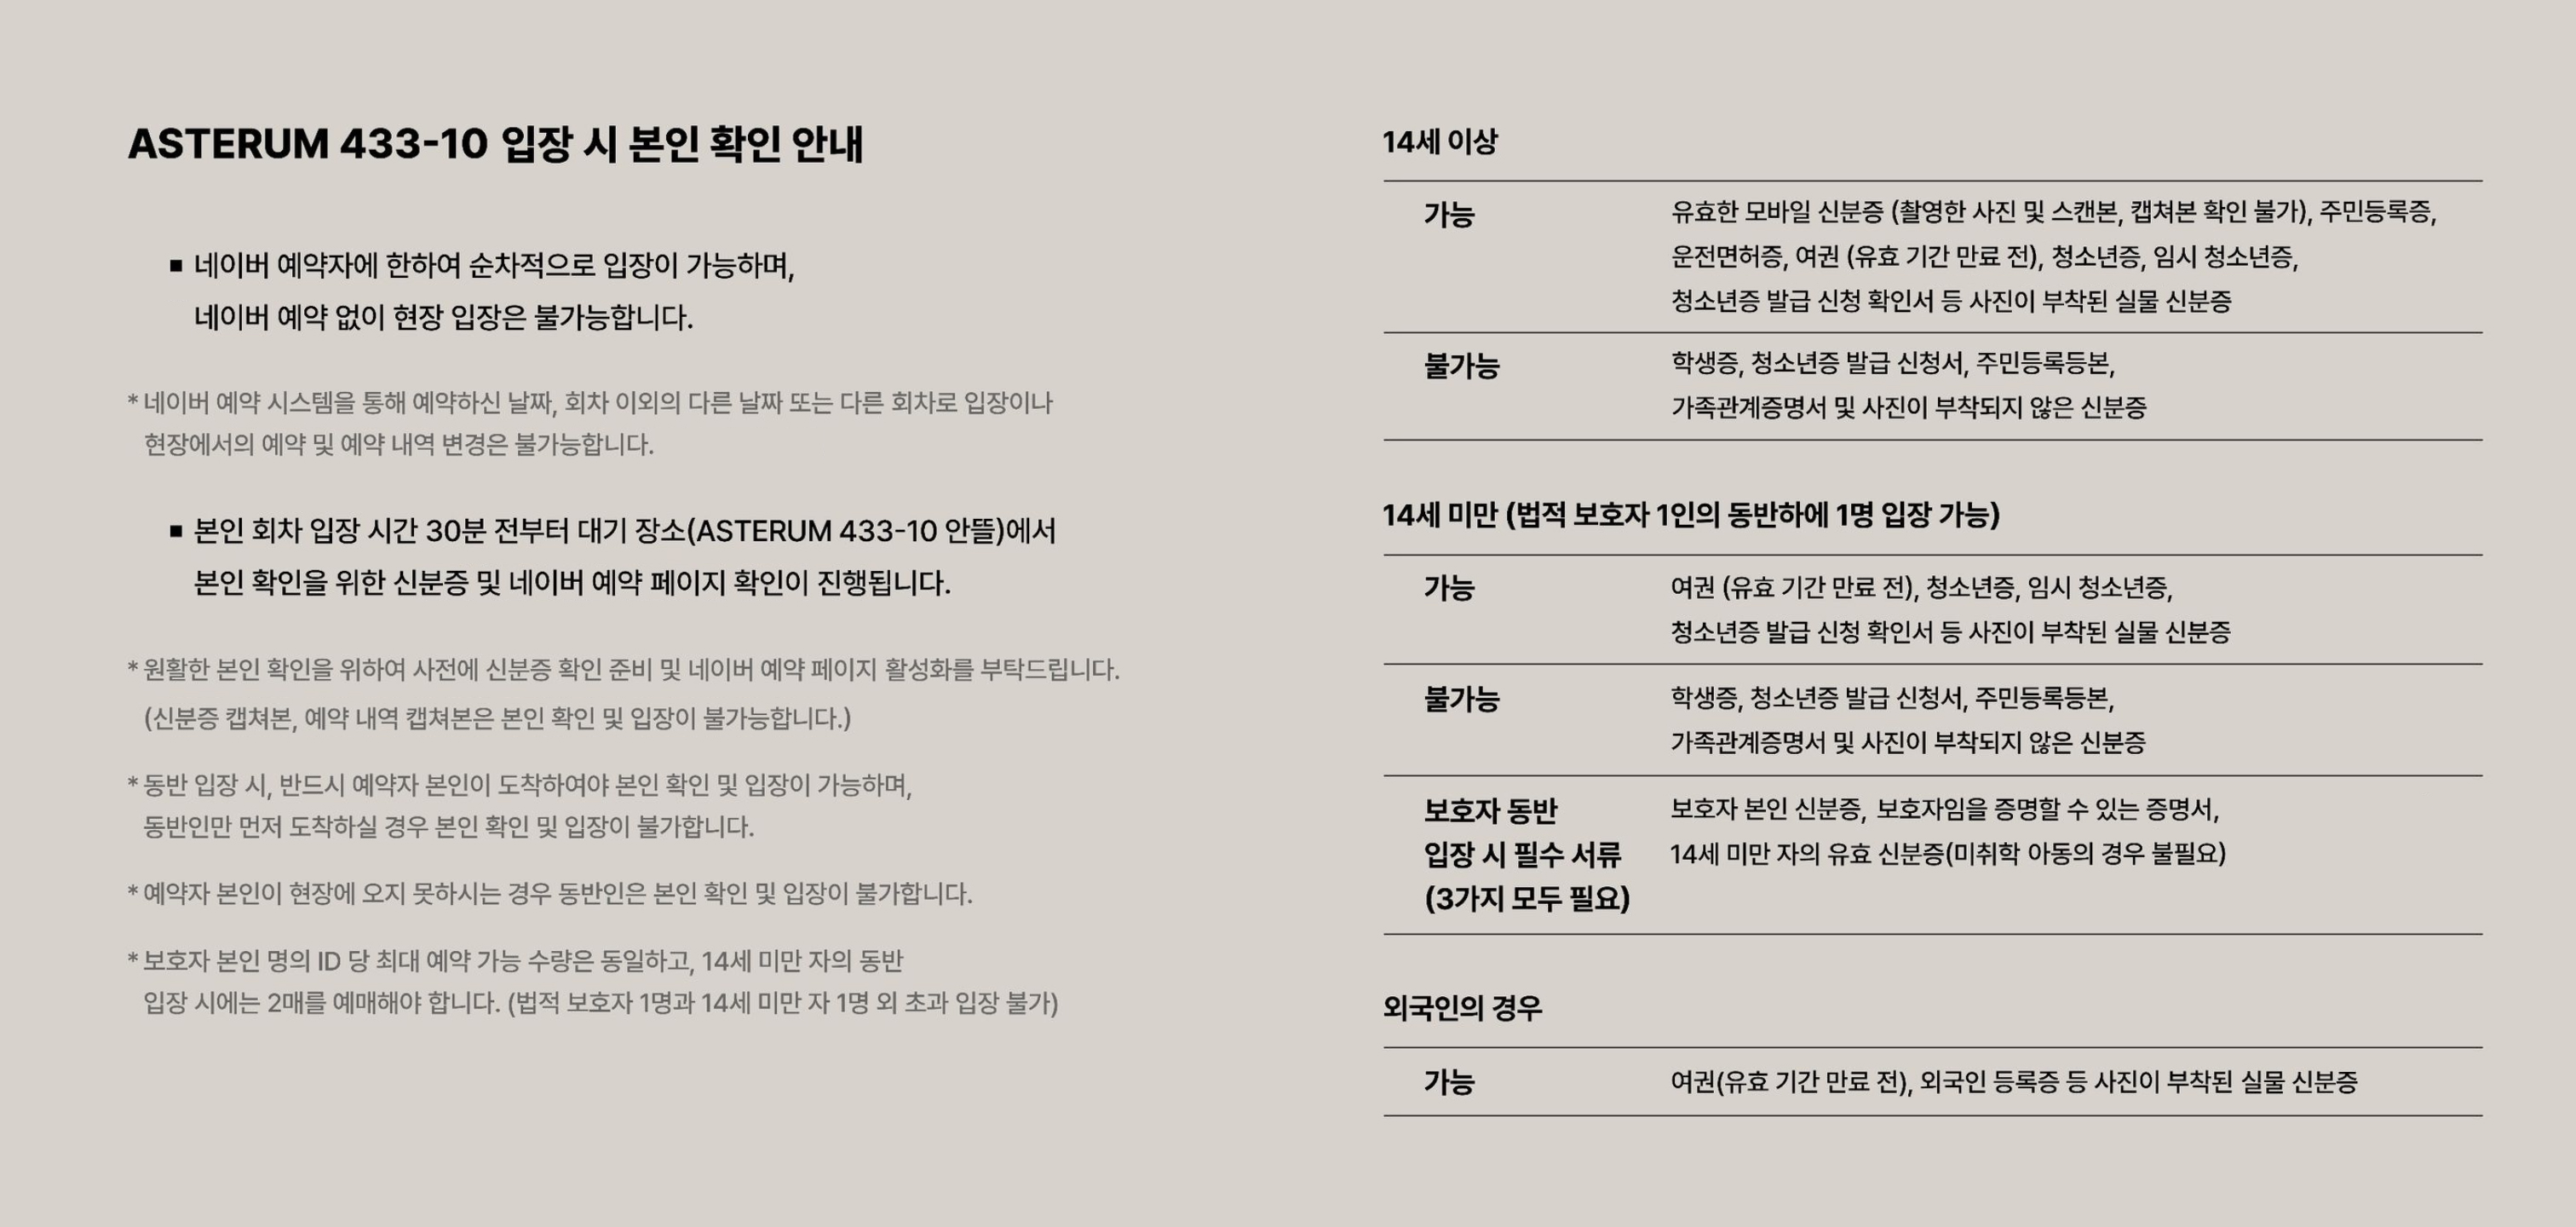 ASTERUM 433-10 입장 시 본인 확인 안내
■ 네이버 예약자에 한하여 순차적으로 입장이 가능하며,
네이버 예약 없이 현장 입장은 불가능합니다.
* 네이버 예약 시스템을 통해 예약하신 날짜, 회차 이외의 다른 날짜 또는 다른 회차로 입장이나
현장에서의 예약 및 예약 내역 변경은 불가능합니다.
■ 본인 회차 입장 시간 30분 전부터 대기 장소(ASTERUM 433-10 안뜰)에서
본인 확인을 위한 신분증 및 네이버 예약 페이지 확인이 진행됩니다.
* 원활한 본인 확인을 위하여 사전에 신분증 확인 준비 및 네이버 예약 페이지 활성화를 부탁드립니다.
(신분증 캡쳐본, 예약 내역 캡쳐본은 본인 확인 및 입장이 불가능합니다.)
* 동반 입장 시, 반드시 예약자 본인이 도착하여야 본인 확인 및 입장이 가능하며,
동반인만 먼저 도착하실 경우 본인 확인 및 입장이 불가합니다.
* 예약자 본인이 현장에 오지 못하시는 경우 동반인은 본인 확인 및 입장이 불가합니다.
* 보호자 본인 명의 ID 당 최대 예약 가능 수량은 동일하고, 14세 미만 자의 동반
입장 시에는 2매를 예매해야 합니다. (법적 보호자 1명과 14세 미만 자 1명 외 초과 입장 불가)
14세 이상
가능 유효한 모바일 신분증 (촬영한 사진 및 스캔본, 캡쳐본 확인 불가), 주민등록증,
운전면허증, 여권 (유효 기간 만료 전), 청소년증, 임시 청소년증,
청소년증 발급 신청 확인서 등 사진이 부착된 실물 신분증
불가능 학생증, 청소년증 발급 신청서, 주민등록등본,
가족관계증명서 및 사진이 부착되지 않은 신분증
14세 미만 (법적 보호자 1인의 동반하에 1명 입장 가능)
가능 여권 (유효 기간 만료 전), 청소년증, 임시 청소년증,
청소년증 발급 신청 확인서 등 사진이 부착된 실물 신분증
불가능 학생증, 청소년증 발급 신청서, 주민등록등본,
가족관계증명서 및 사진이 부착되지 않은 신분증
보호자 동반 보호자 본인 신분증, 보호자임을 증명할 수 있는 증명서,
입장 시 필수 서류 14세 미만 자의 유효 신분증(미취학 아동의 경우 불필요)
(3가지 모두 필요)
외국인의 경우
가능 여권(유효 기간 만료 전), 외국인 등록증 등 사진이 부착된 실물 신분증